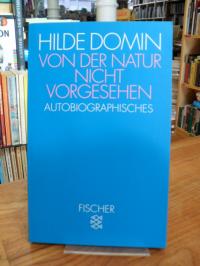 HILDE DOMIN
VON DER NATUR
NICHT
VORGESEHEN
AUTOBIOGRAPHISCHES
FISCHER